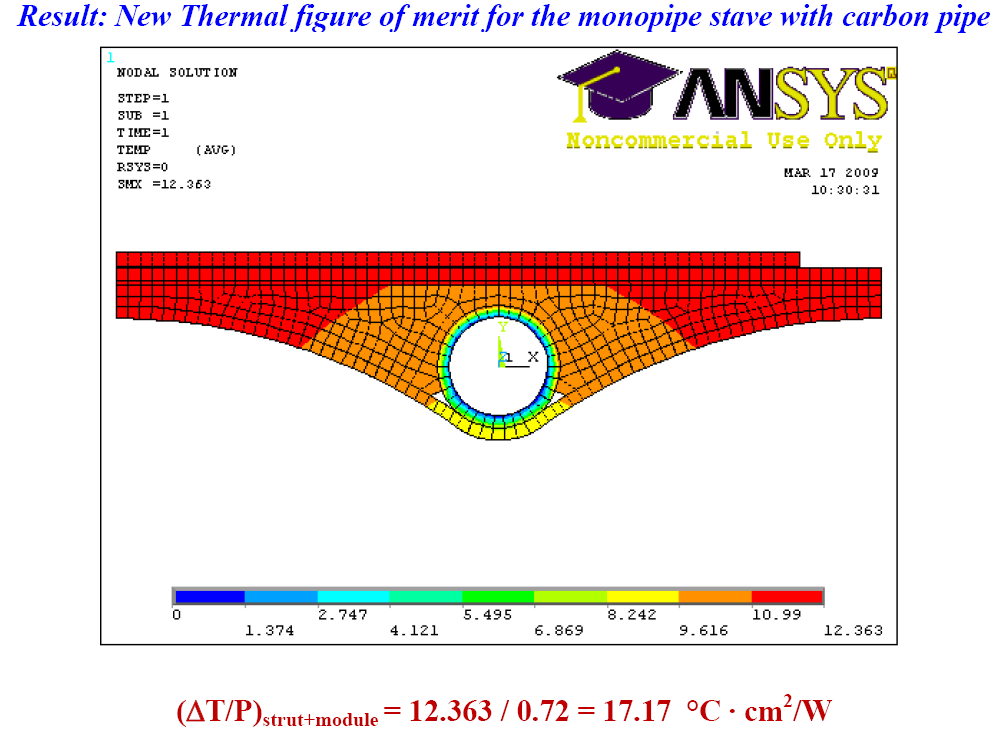 Result: New Thermal figure of merit for the monopipe stave with carbon pipe
1
NODAL SOLUTION
STEP=1
SUB =1
TIME=1
TEMP (AVG)
RSYS=0
SMX =12.363
ANSYS
Noncommercial Use Only
MAR 17 2009
10:30:31
Y
Z 1 X
0 2.747 5.495 8.242 10.99
1.374 4.121 6.869 9.616 12.363
(ΔT/P)strut+module = 12.363 / 0.72 = 17.17 °C · cm²/W